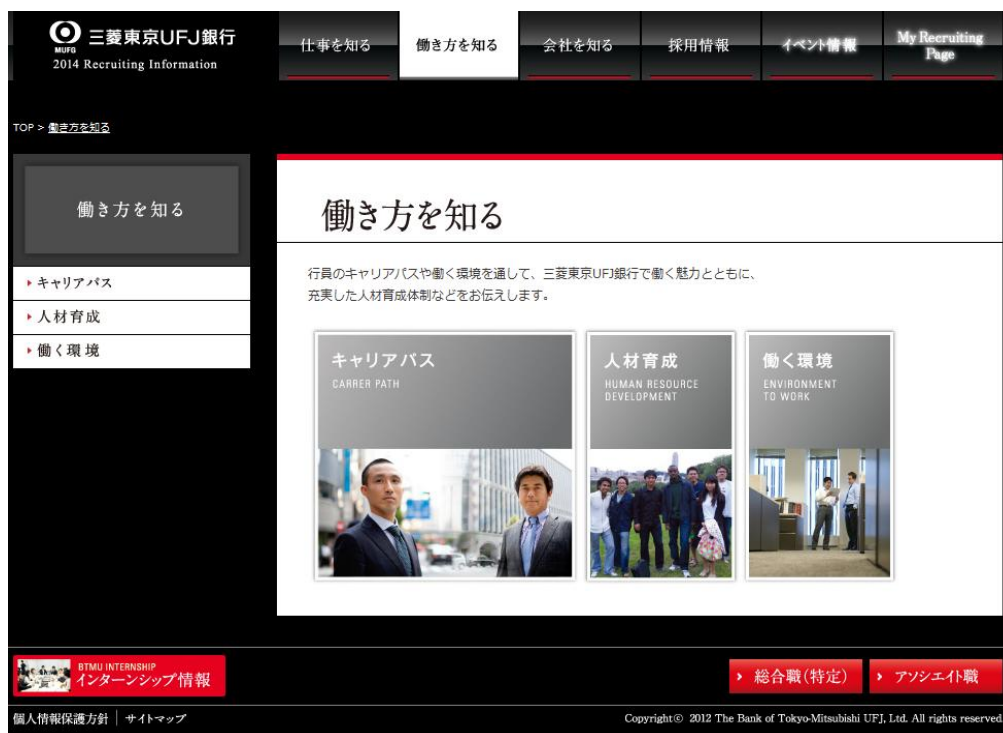 三菱東京UFJ銀行
MUFG
2014 Recruiting Information
仕事を知る
働き方を知る
会社を知る
採用情報
イベント情報
My Recruiting
Page
TOP > 働き方を知る
働き方を知る
キャリアパス
人材育成
働く環境
働き方を知る
行員のキャリアパスや働く環境を通して、三菱東京UFJ銀行で働く魅力とともに、
充実した人材育成体制などをお伝えします。
キャリアパス
CARRER PATH
人材育成
HUMAN RESOURCE
DEVELOPMENT
働く環境
ENVIRONMENT
TO WORK
BTMU INTERNSHIP
インターンシップ情報
総合職(特定)
アソシエイト職
個人情報保護方針 | サイトマップ
Copyright© 2012 The Bank of Tokyo-Mitsubishi UFJ, Ltd. All rights reserved